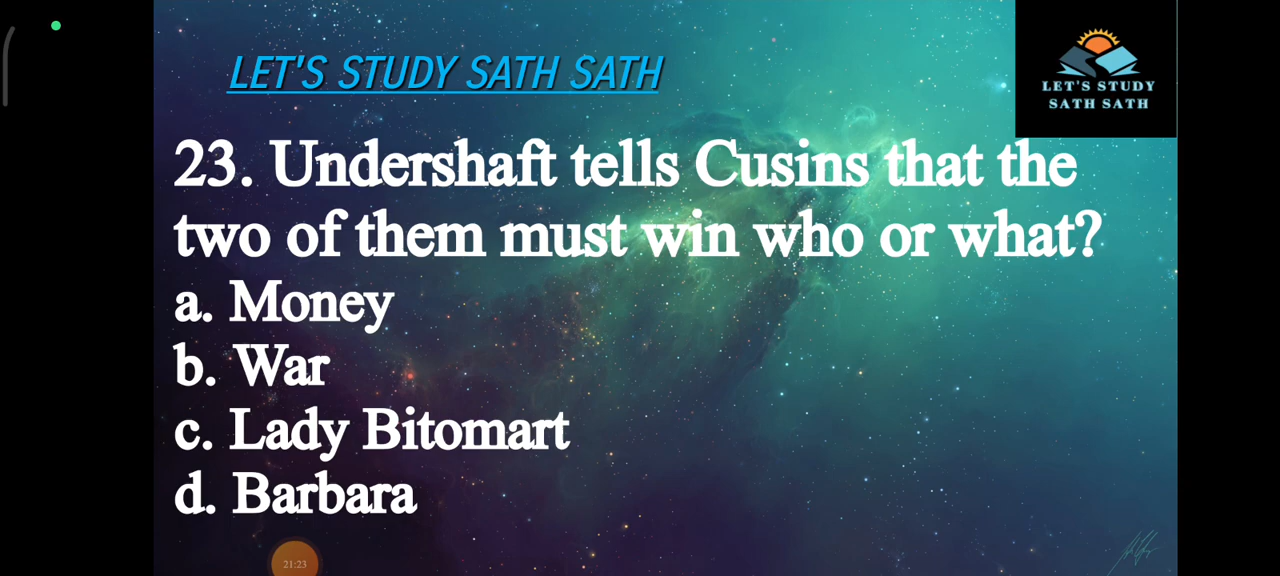 LET'S STUDY SATH SATH
LET'S STUDY
SATH SATH
23. Undershaft tells Cusins that the
two of them must win who or what?
a. Money
b. War
c. Lady Bitomart
d. Barbara
21:23